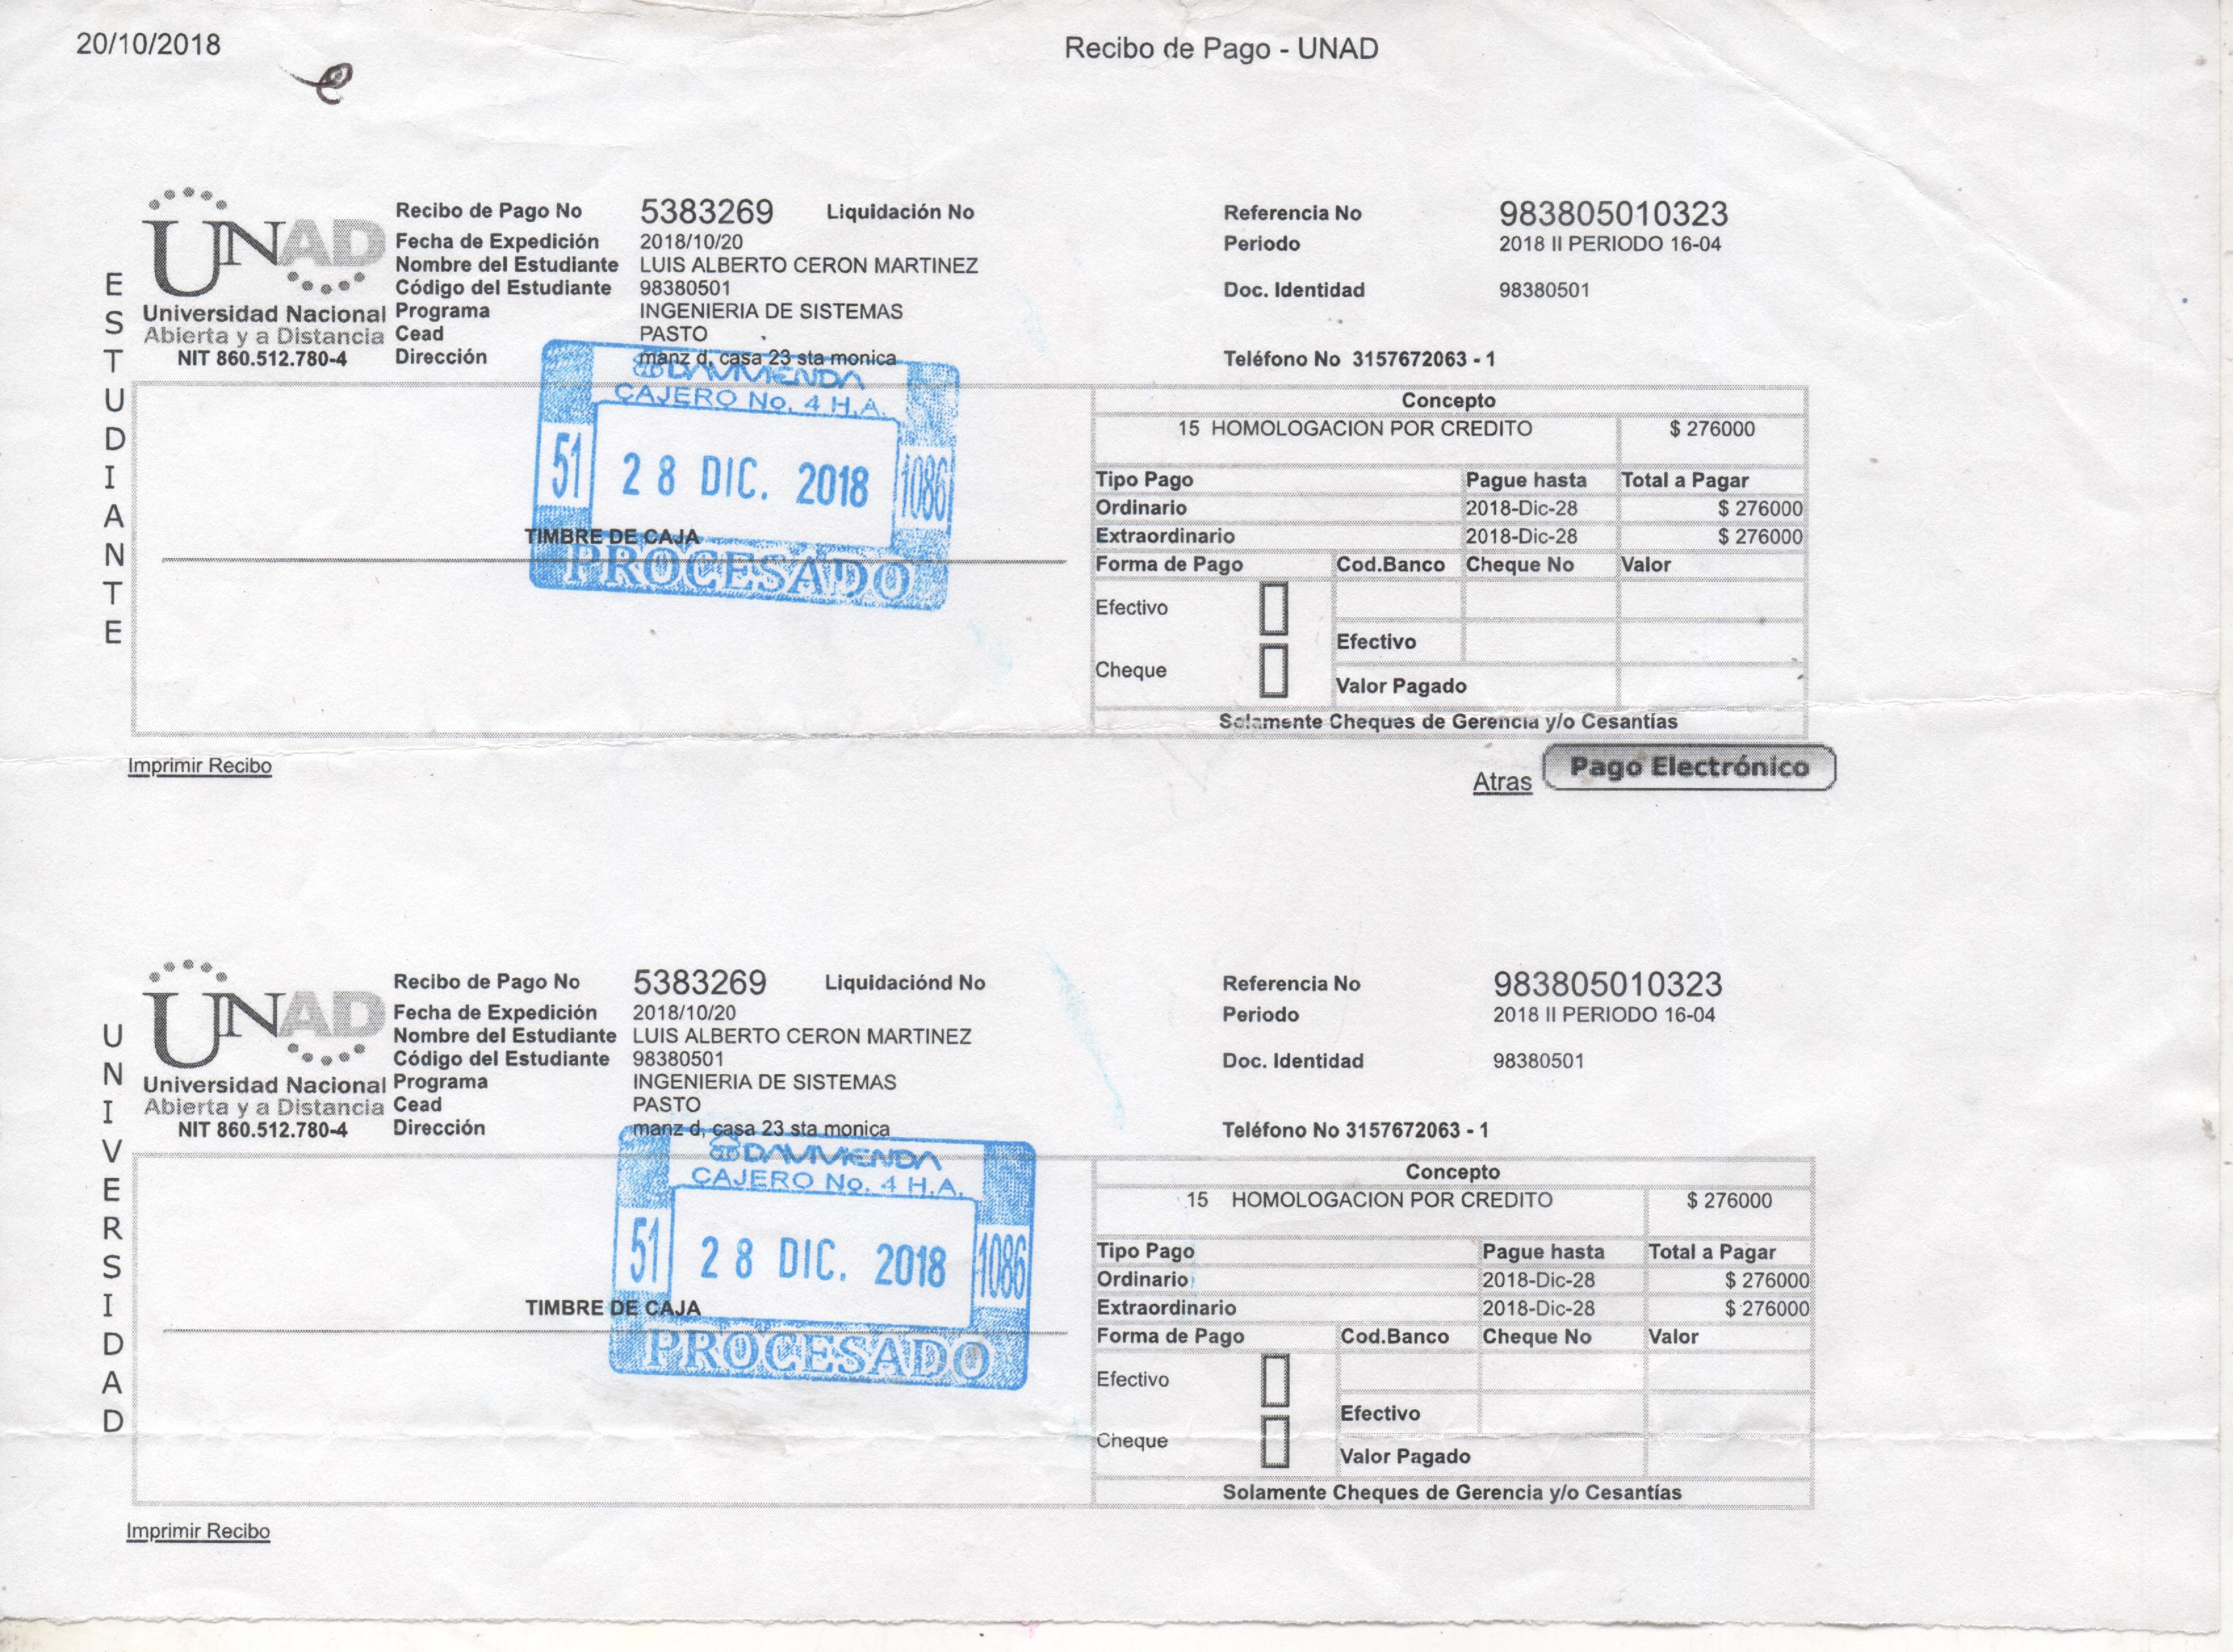 20/10/2018
Recibo de Pago - UNAD
ESTUDIANTE
UNAD
Universidad Nacional
Abierta y a Distancia
NIT 860.512.780-4
Recibo de Pago No 5383269 Liquidación No
Fecha de Expedición 2018/10/20
Nombre del Estudiante LUIS ALBERTO CERON MARTINEZ
Código del Estudiante 98380501
Programa INGENIERIA DE SISTEMAS
Cead PASTO
Dirección manz d, casa 23 sta monica
Referencia No 983805010323
Periodo 2018 II PERIODO 16-04
Doc. Identidad 98380501
Teléfono No 3157672063 - 1
DAVIVIENDA
CAJERO No. 4 H.A.
51 28 DIC. 2018 1086
TIMBRE DE CAJA
PROCESADO
Concepto
15 HOMOLOGACION POR CREDITO $ 276000
Tipo Pago Pague hasta Total a Pagar
Ordinario 2018-Dic-28 $ 276000
Extraordinario 2018-Dic-28 $ 276000
Forma de Pago Cod.Banco Cheque No Valor
Efectivo
Efectivo
Cheque
Valor Pagado
Solamente Cheques de Gerencia y/o Cesantías
Imprimir Recibo
Atras Pago Electrónico
UNIVERSIDAD
UNAD
Universidad Nacional
Abierta y a Distancia
NIT 860.512.780-4
Recibo de Pago No 5383269 Liquidaciónd No
Fecha de Expedición 2018/10/20
Nombre del Estudiante LUIS ALBERTO CERON MARTINEZ
Código del Estudiante 98380501
Programa INGENIERIA DE SISTEMAS
Cead PASTO
Dirección manz d, casa 23 sta monica
Referencia No 983805010323
Periodo 2018 II PERIODO 16-04
Doc. Identidad 98380501
Teléfono No 3157672063 - 1
DAVIVIENDA
CAJERO No. 4 H.A.
51 28 DIC. 2018 1086
TIMBRE DE CAJA
PROCESADO
Concepto
15 HOMOLOGACION POR CREDITO $ 276000
Tipo Pago Pague hasta Total a Pagar
Ordinario 2018-Dic-28 $ 276000
Extraordinario 2018-Dic-28 $ 276000
Forma de Pago Cod.Banco Cheque No Valor
Efectivo
Efectivo
Cheque
Valor Pagado
Solamente Cheques de Gerencia y/o Cesantías
Imprimir Recibo